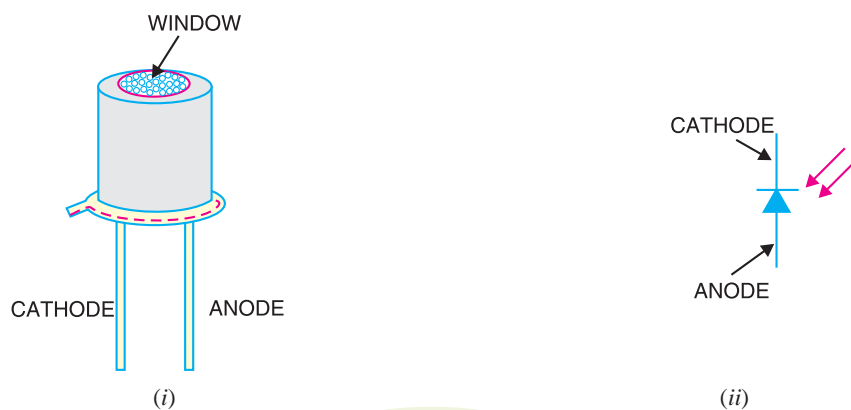 WINDOW
CATHODE
ANODE
(i)
CATHODE
ANODE
(ii)